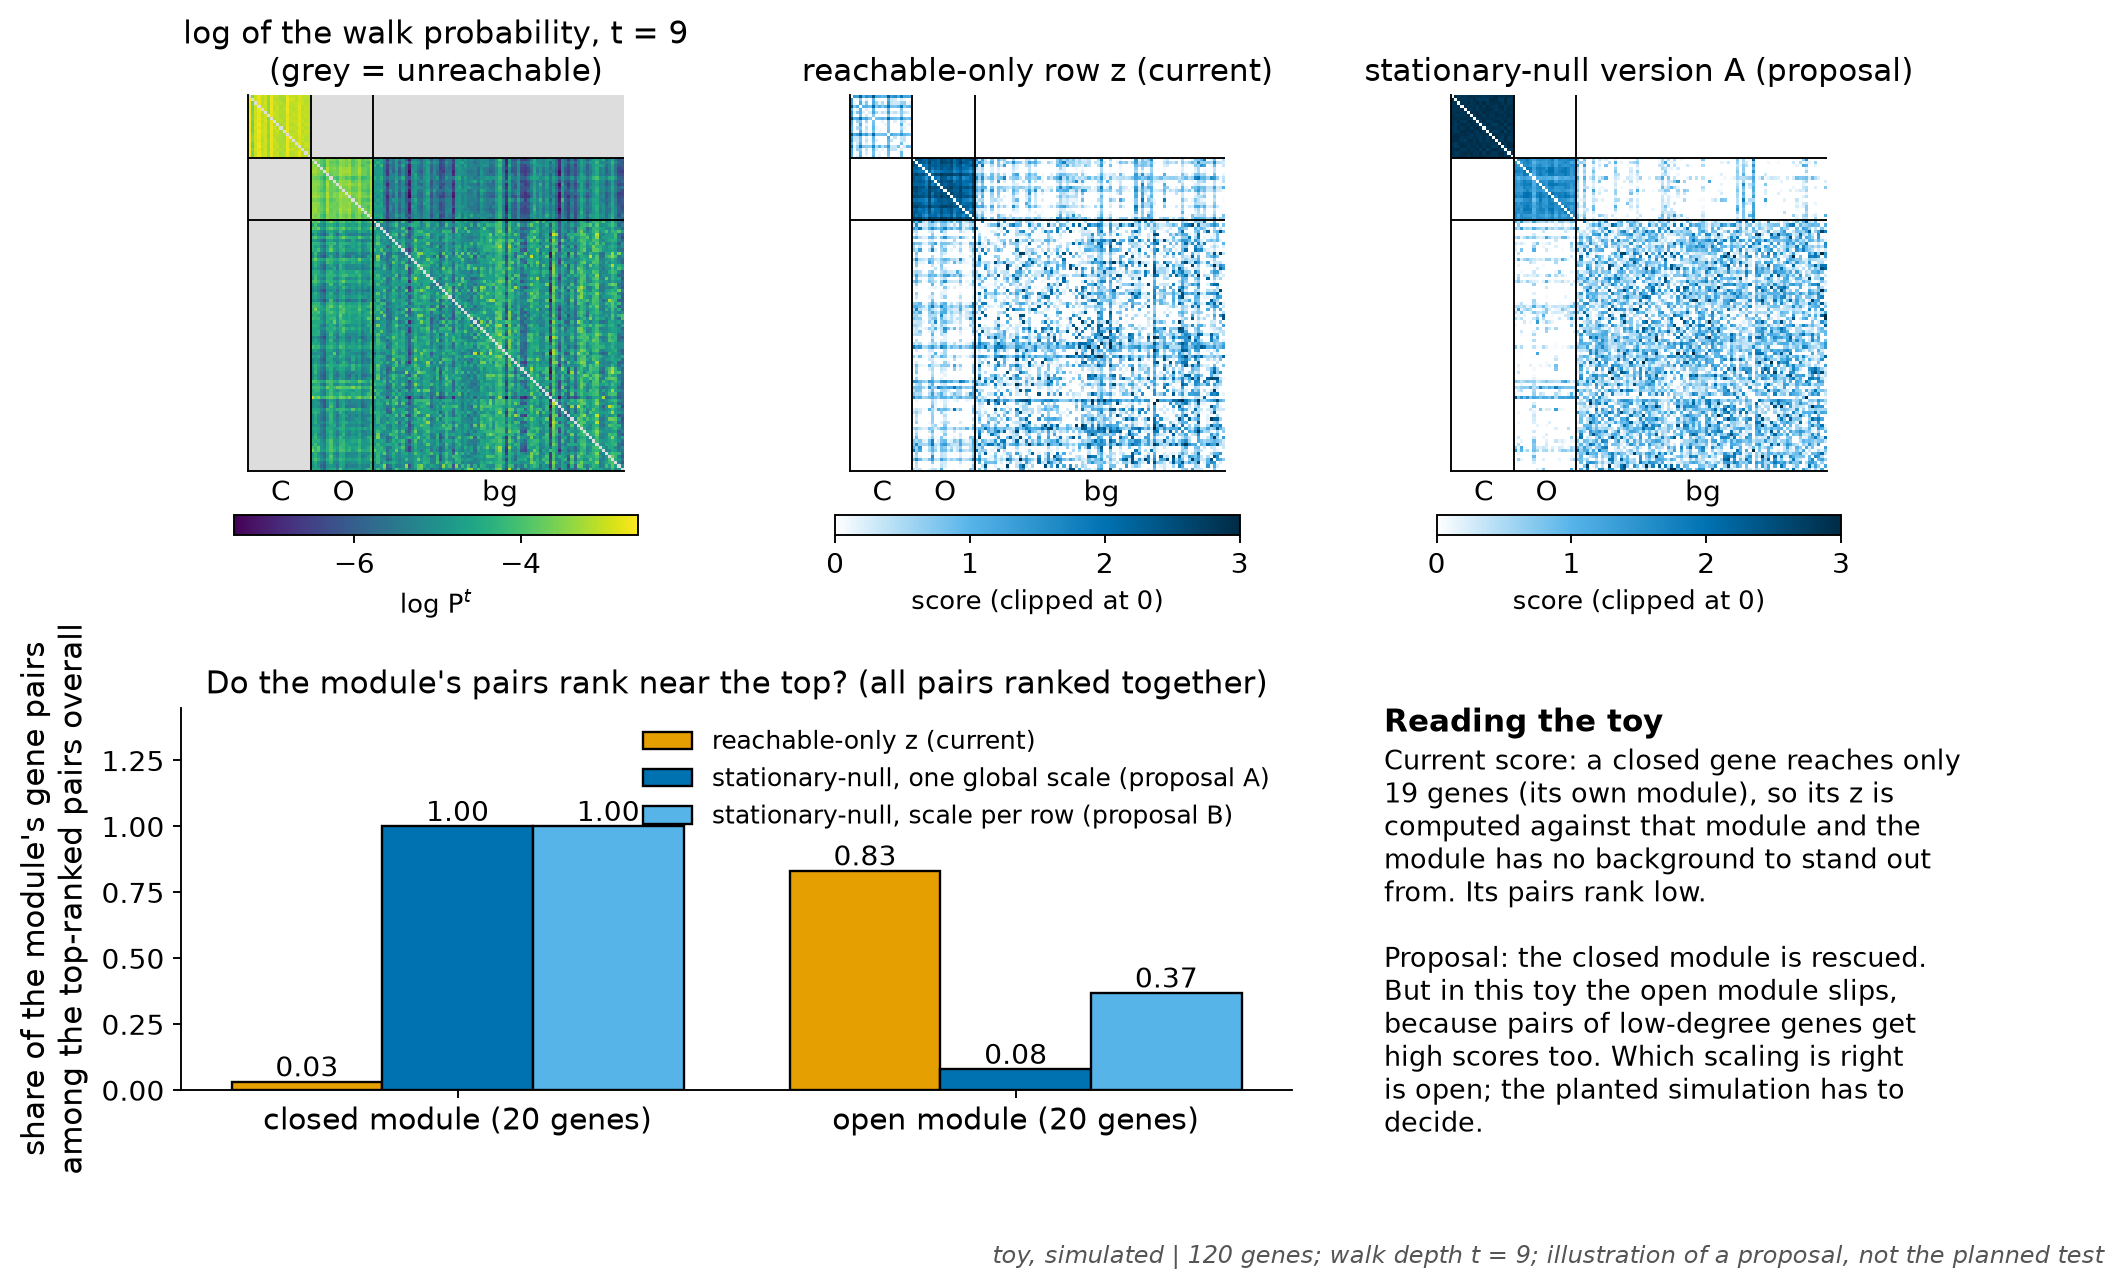 log of the walk probability, t = 9
(grey = unreachable)
C O bg
−6 −4
log Pᵗ
reachable-only row z (current)
C O bg
0 1 2 3
score (clipped at 0)
stationary-null version A (proposal)
C O bg
0 1 2 3
score (clipped at 0)
Do the module's pairs rank near the top? (all pairs ranked together)
share of the module's gene pairs
among the top-ranked pairs overall
1.25
1.00
0.75
0.50
0.25
0.00
reachable-only z (current)
stationary-null, one global scale (proposal A)
stationary-null, scale per row (proposal B)
0.03
1.00
1.00
0.83
0.08
0.37
closed module (20 genes)
open module (20 genes)
Reading the toy
Current score: a closed gene reaches only
19 genes (its own module), so its z is
computed against that module and the
module has no background to stand out
from. Its pairs rank low.
Proposal: the closed module is rescued.
But in this toy the open module slips,
because pairs of low-degree genes get
high scores too. Which scaling is right
is open; the planted simulation has to
decide.
toy, simulated | 120 genes; walk depth t = 9; illustration of a proposal, not the planned test